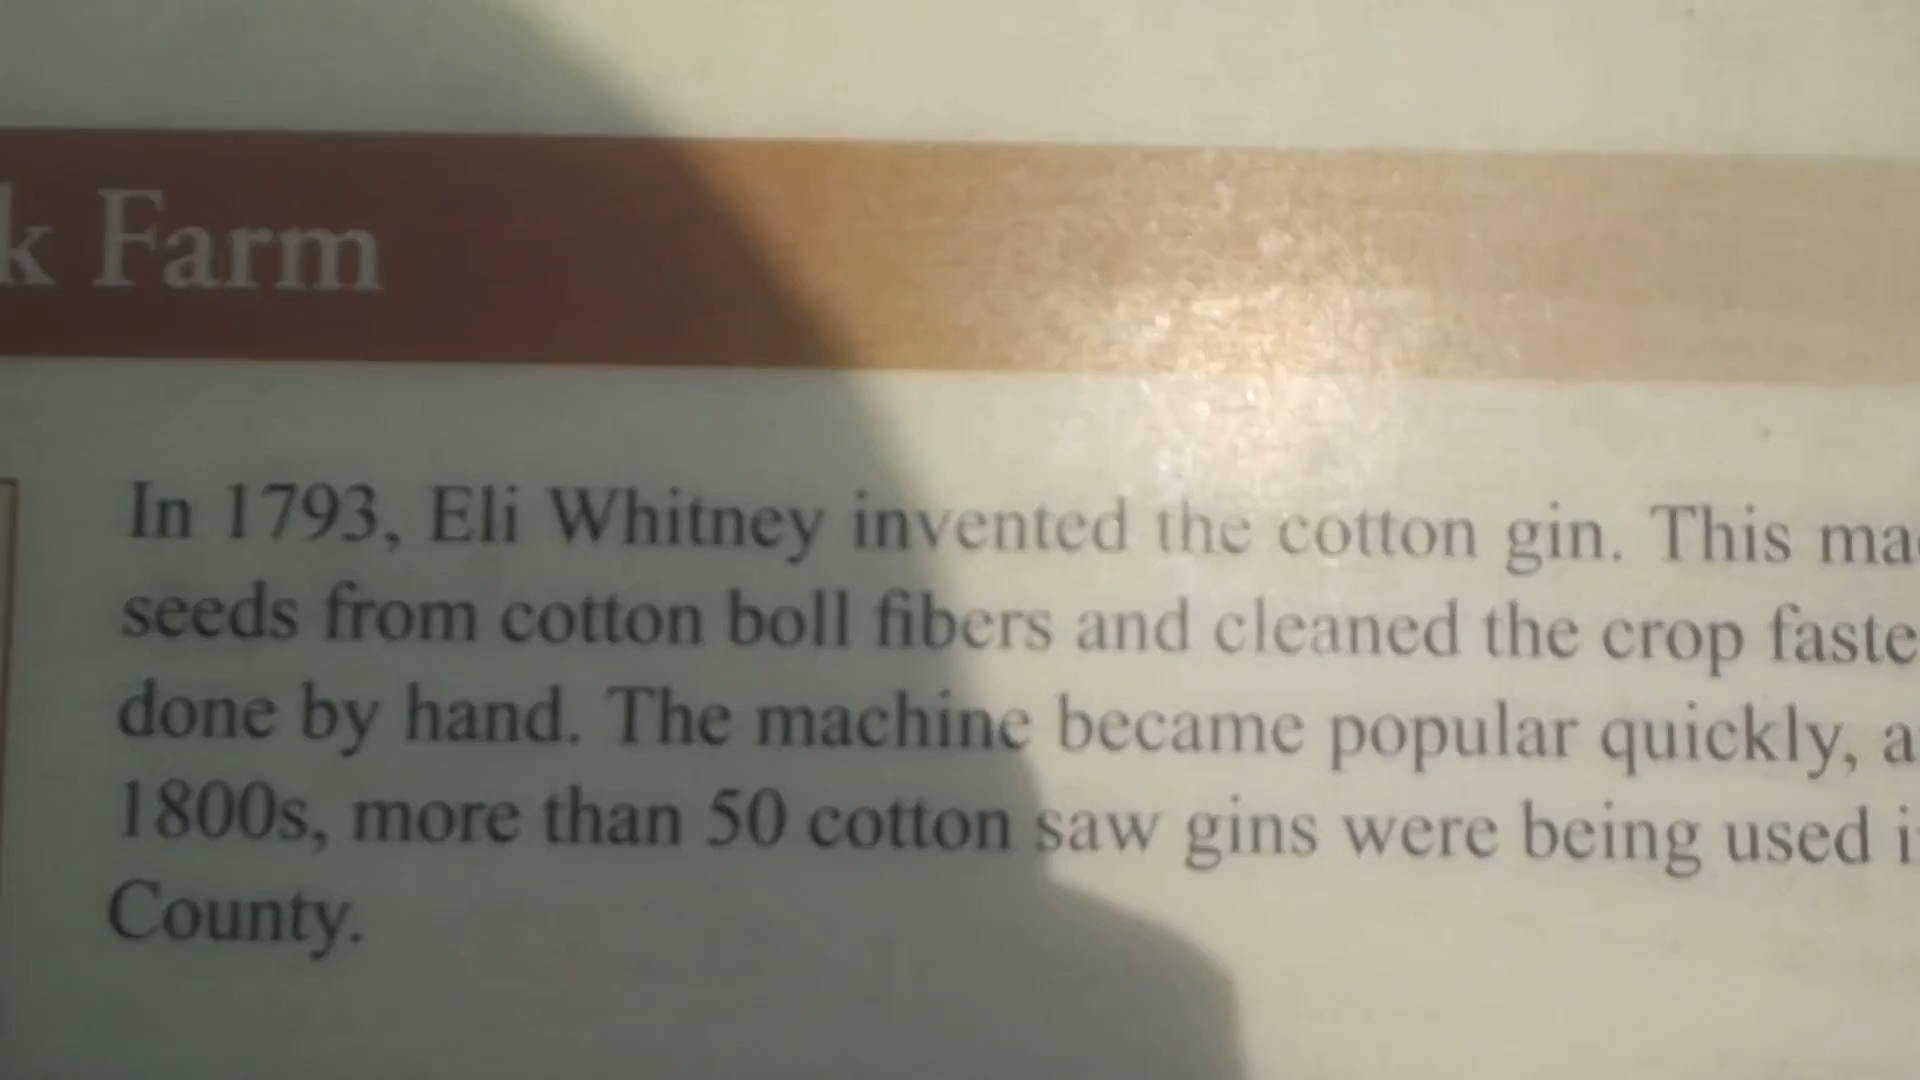 k Farm
In 1793, Eli Whitney invented the cotton gin. This ma
seeds from cotton boll fibers and cleaned the crop faste
done by hand. The machine became popular quickly, a
1800s, more than 50 cotton saw gins were being used i
County.